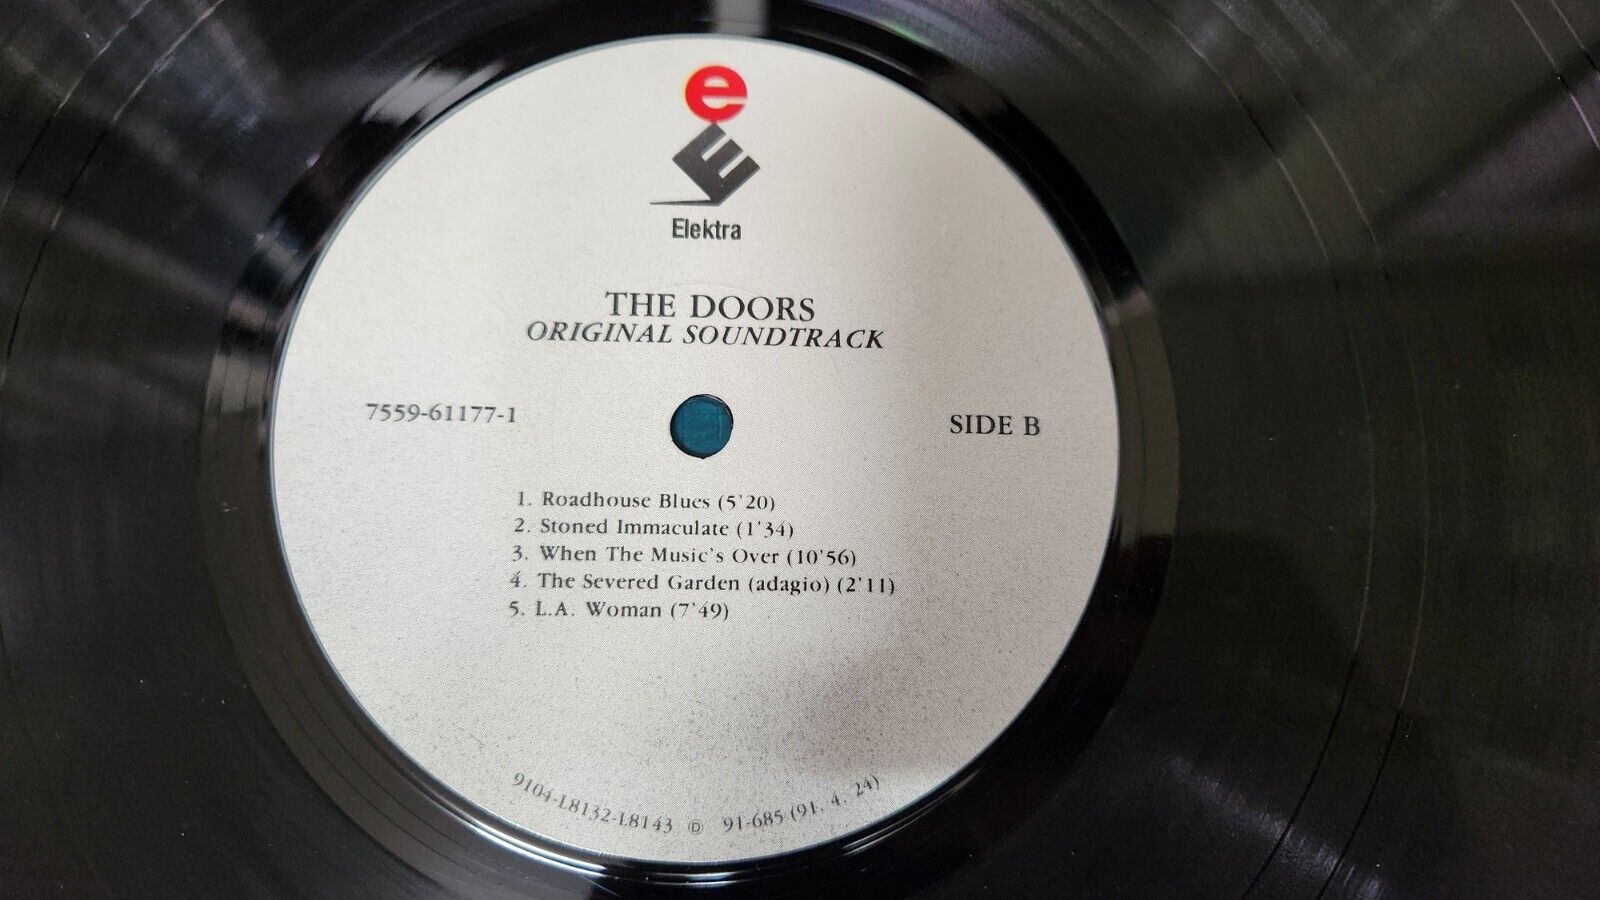 e
E
Elektra
THE DOORS
ORIGINAL SOUNDTRACK
7559-61177-1
SIDE B
1. Roadhouse Blues (5'20)
2. Stoned Immaculate (1'34)
3. When The Music's Over (10'56)
4. The Severed Garden (adagio) (2'11)
5. L.A. Woman (7'49)
9104-L8132-L8143 Ⓓ 91-685 (91. 4. 24)